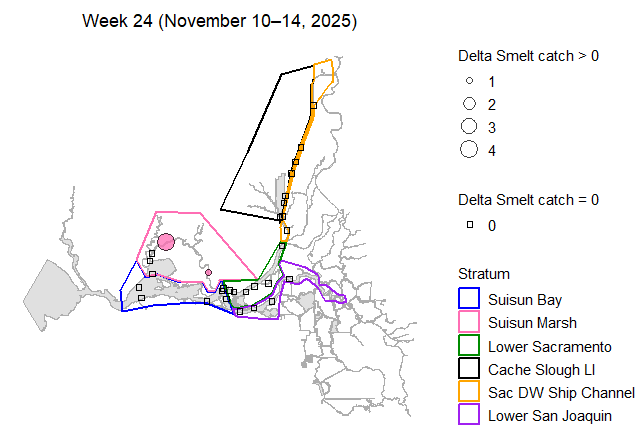 Week 24 (November 10–14, 2025)
Delta Smelt catch > 0
1
2
3
4
Delta Smelt catch = 0
0
Stratum
Suisun Bay
Suisun Marsh
Lower Sacramento
Cache Slough LI
Sac DW Ship Channel
Lower San Joaquin